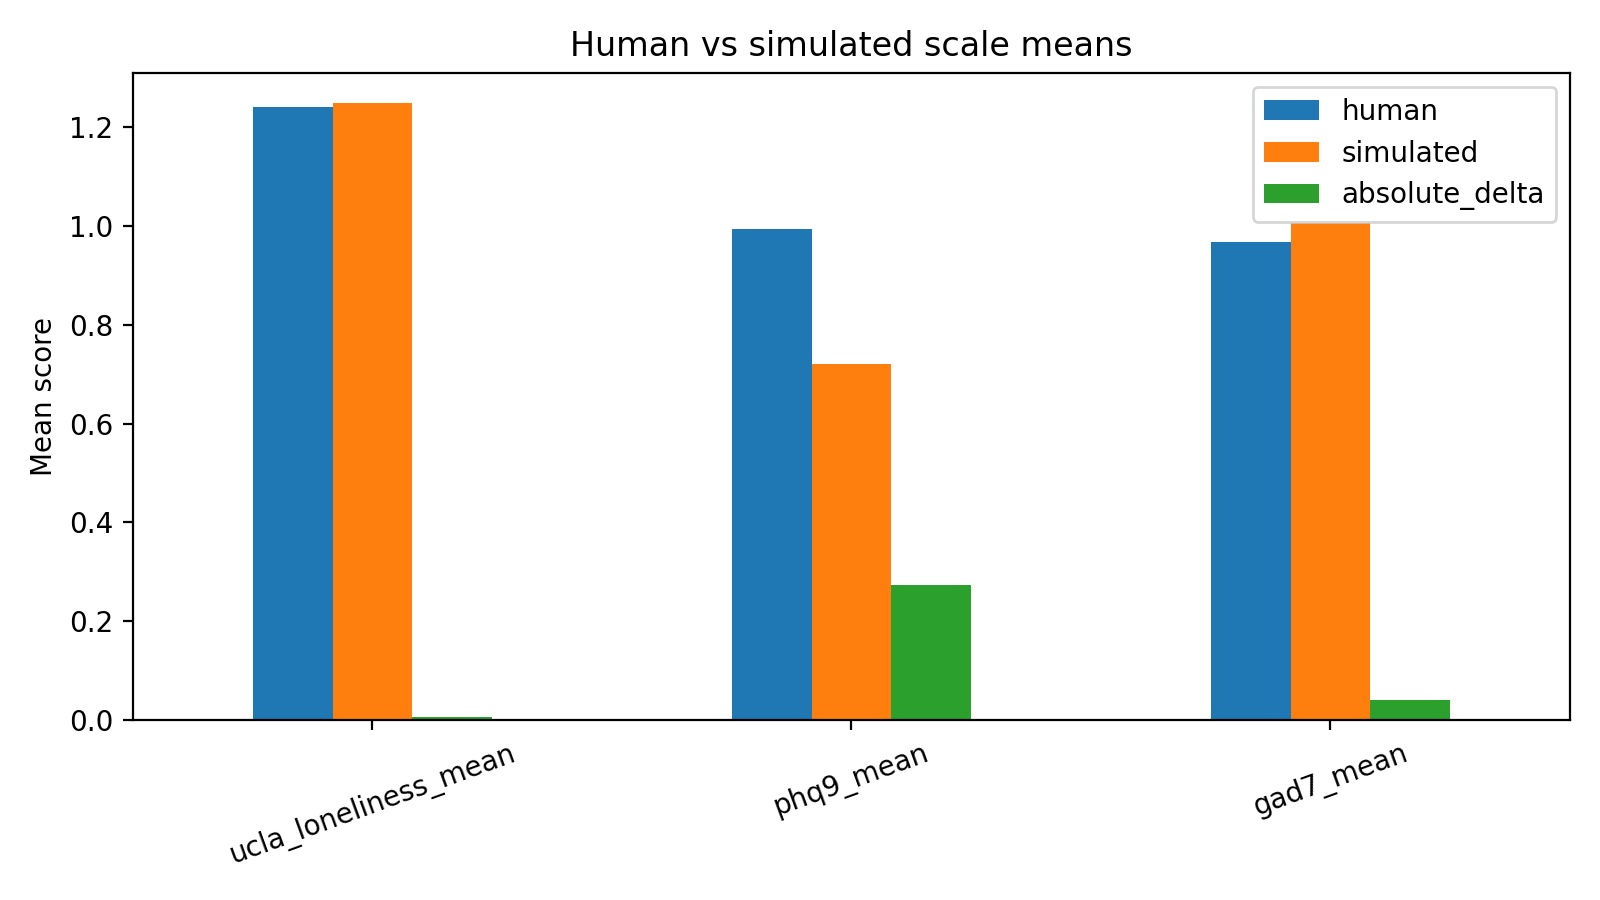 Human vs simulated scale means
human
simulated
absolute_delta
Mean score
1.2
1.0
0.8
0.6
0.4
0.2
0.0
ucla_loneliness_mean
phq9_mean
gad7_mean